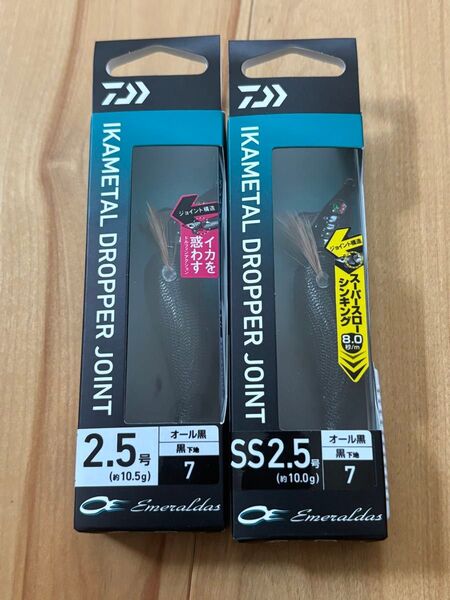 IKAMETAL DROPPER JOINT
ジョイント構造
イカを
惑わす
2.5号
(約10.5g)
オール黒
黒下地
7
Emeraldas
IKAMETAL DROPPER JOINT
ジョイント構造
スーパースロー
シンキング
8.0
秒/m
SS2.5号
(約10.0g)
オール黒
黒下地
7
Emeraldas